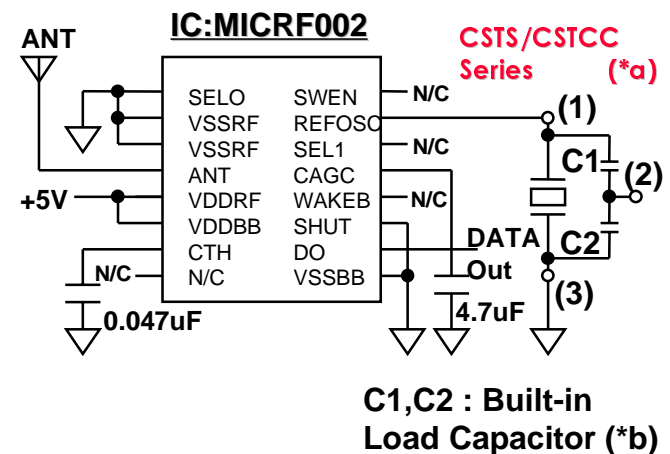 IC:MICRF002
ANT
CSTS/CSTCC
Series (*a)
SELO SWEN N/C
VSSRF REFOSC (1)
VSSRF SEL1 N/C C1
ANT CAGC (2)
+5V VDDRF WAKEB N/C
VDDBB SHUT
CTH DO DATA C2
N/C N/C VSSBB Out
(3)
0.047uF 4.7uF
C1,C2 : Built-in
Load Capacitor (*b)